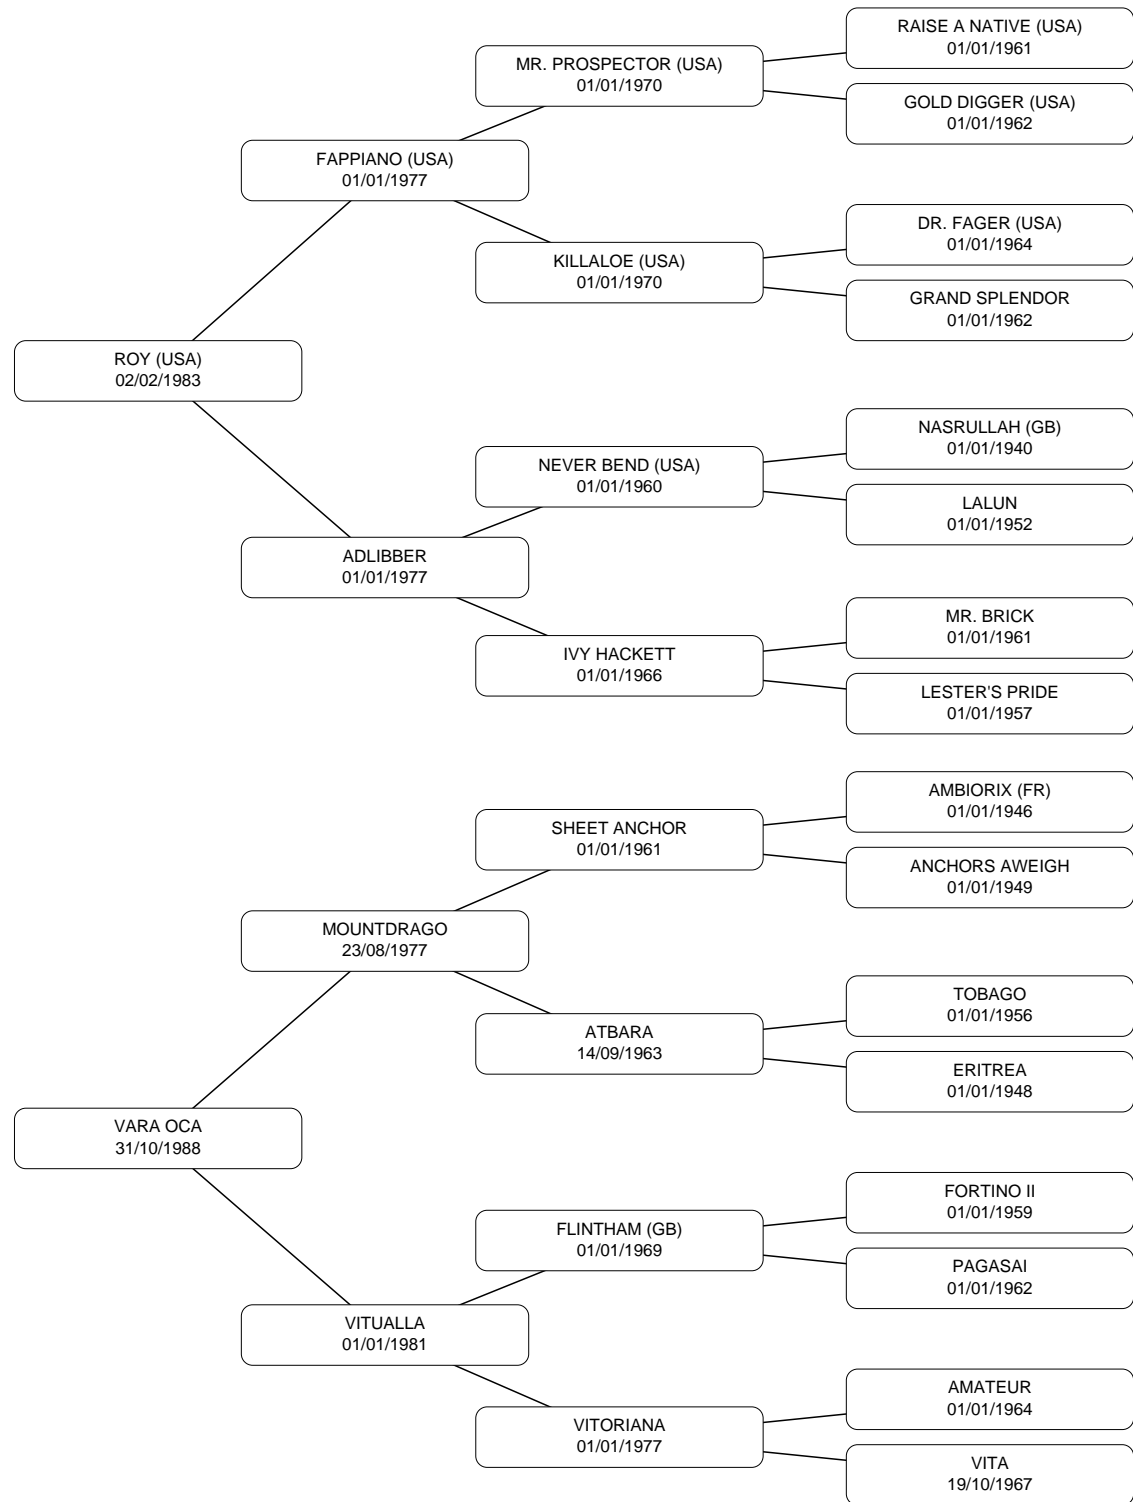 RAISE A NATIVE (USA)
01/01/1961
MR. PROSPECTOR (USA)
01/01/1970
GOLD DIGGER (USA)
01/01/1962
FAPPIANO (USA)
01/01/1977
DR. FAGER (USA)
01/01/1964
KILLALOE (USA)
01/01/1970
GRAND SPLENDOR
01/01/1962
ROY (USA)
02/02/1983
NASRULLAH (GB)
01/01/1940
NEVER BEND (USA)
01/01/1960
LALUN
01/01/1952
ADLIBBER
01/01/1977
MR. BRICK
01/01/1961
IVY HACKETT
01/01/1966
LESTER'S PRIDE
01/01/1957
AMBIORIX (FR)
01/01/1946
SHEET ANCHOR
01/01/1961
ANCHORS AWEIGH
01/01/1949
MOUNTDRAGO
23/08/1977
TOBAGO
01/01/1956
ATBARA
14/09/1963
ERITREA
01/01/1948
VARA OCA
31/10/1988
FORTINO II
01/01/1959
FLINTHAM (GB)
01/01/1969
PAGASAI
01/01/1962
VITUALLA
01/01/1981
AMATEUR
01/01/1964
VITORIANA
01/01/1977
VITA
19/10/1967